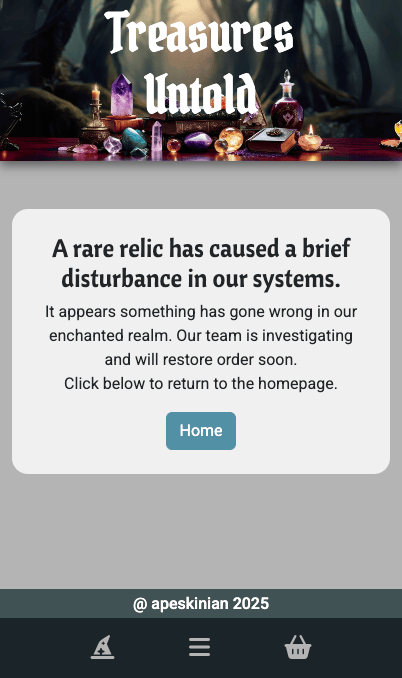 Treasures
Untold
A rare relic has caused a brief
disturbance in our systems.
It appears something has gone wrong in our
enchanted realm. Our team is investigating
and will restore order soon.
Click below to return to the homepage.
Home
@ apeskinian 2025